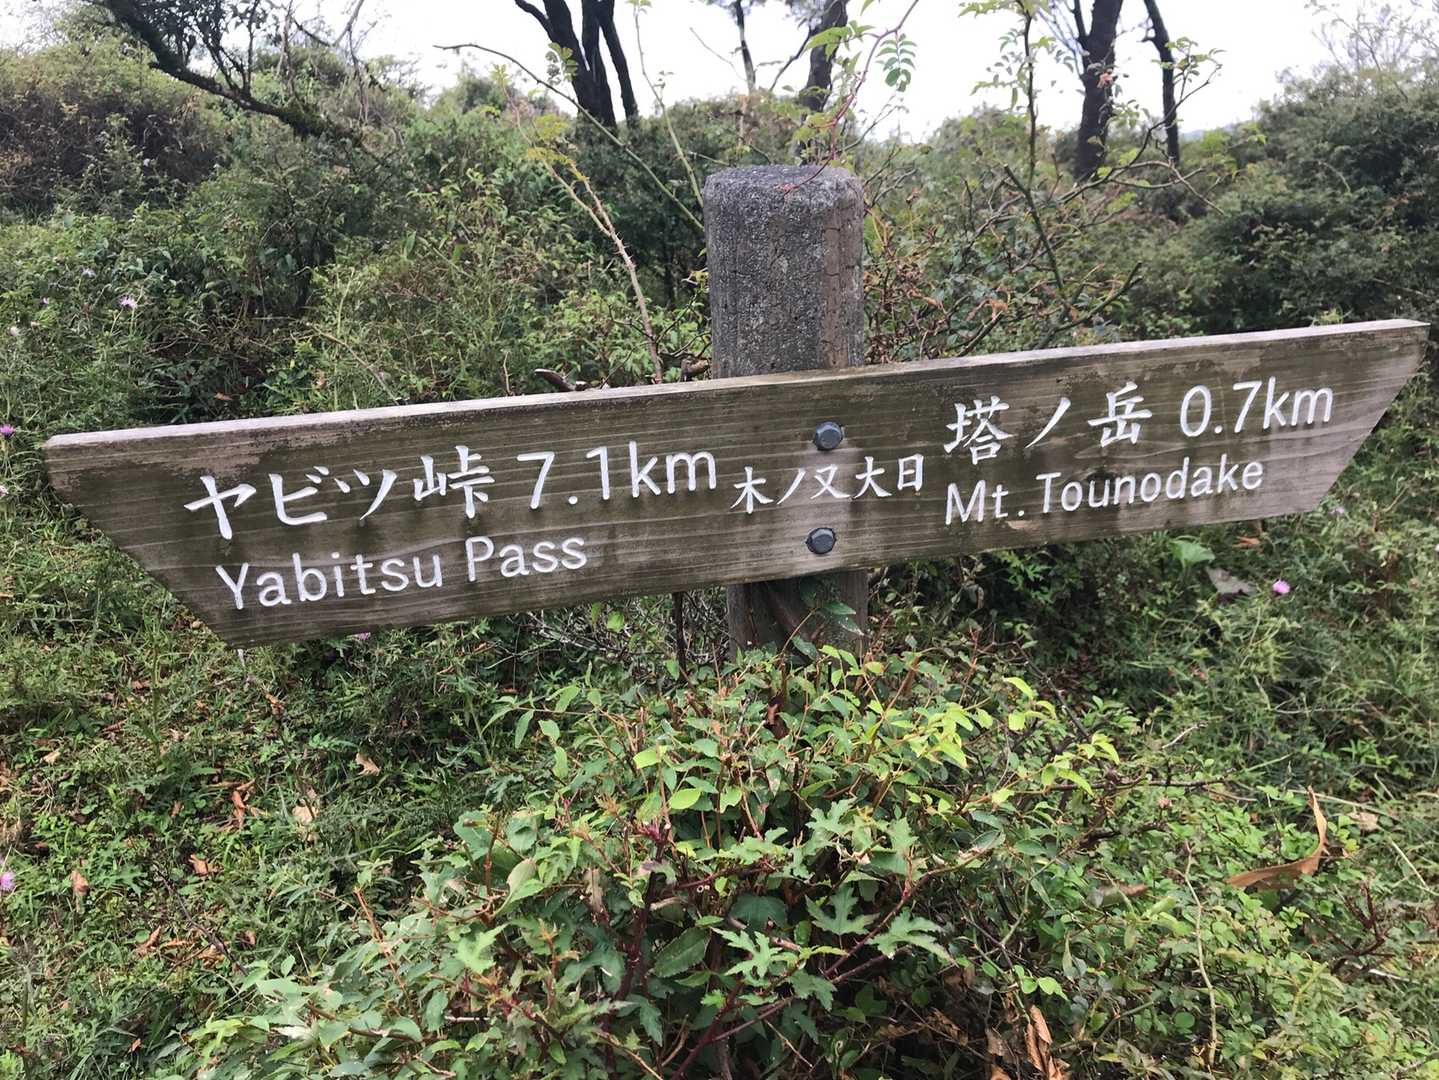 ヤビツ峠 7.1km
Yabitsu Pass
木ノ又大日
塔ノ岳 0.7km
Mt. Tounodake